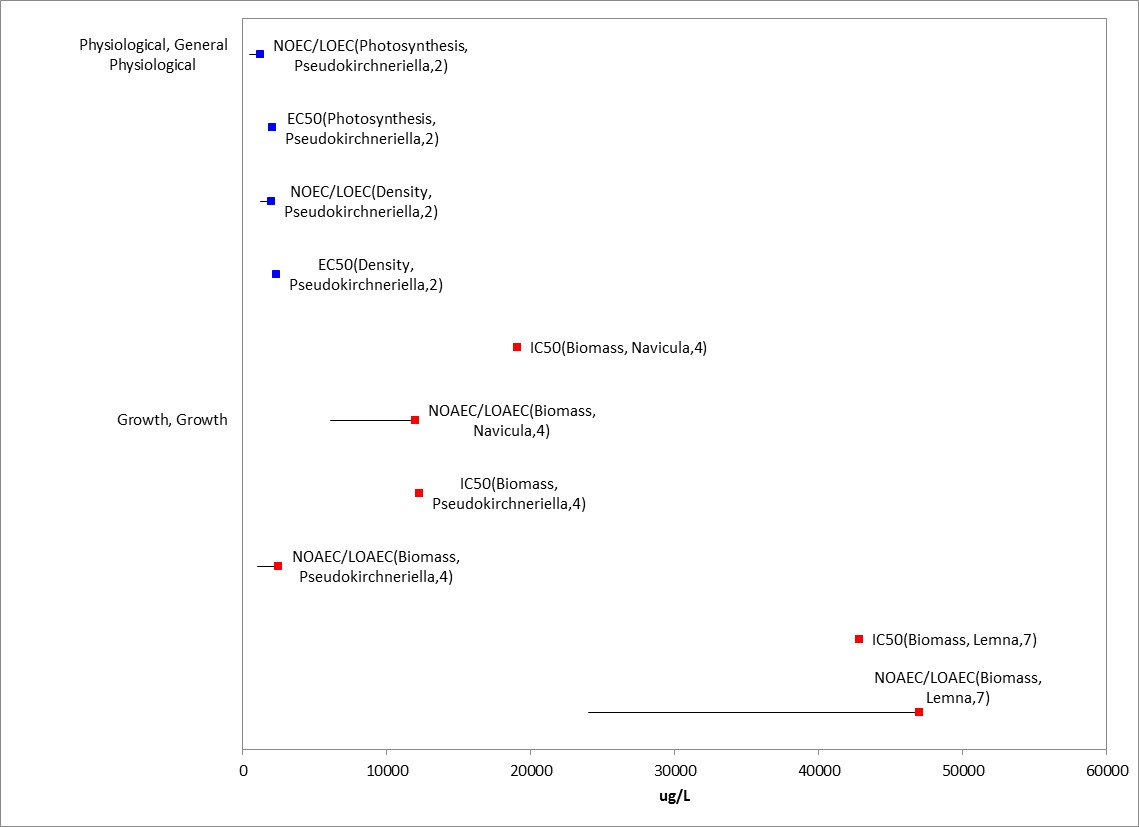 Physiological, General
Physiological
NOEC/LOEC(Photosynthesis,
Pseudokirchneriella,2)
EC50(Photosynthesis,
Pseudokirchneriella,2)
NOEC/LOEC(Density,
Pseudokirchneriella,2)
EC50(Density,
Pseudokirchneriella,2)
IC50(Biomass, Navicula,4)
Growth, Growth
NOAEC/LOAEC(Biomass,
Navicula,4)
IC50(Biomass,
Pseudokirchneriella,4)
NOAEC/LOAEC(Biomass,
Pseudokirchneriella,4)
IC50(Biomass, Lemna,7)
NOAEC/LOAEC(Biomass,
Lemna,7)
0 10000 20000 30000 40000 50000 60000
ug/L